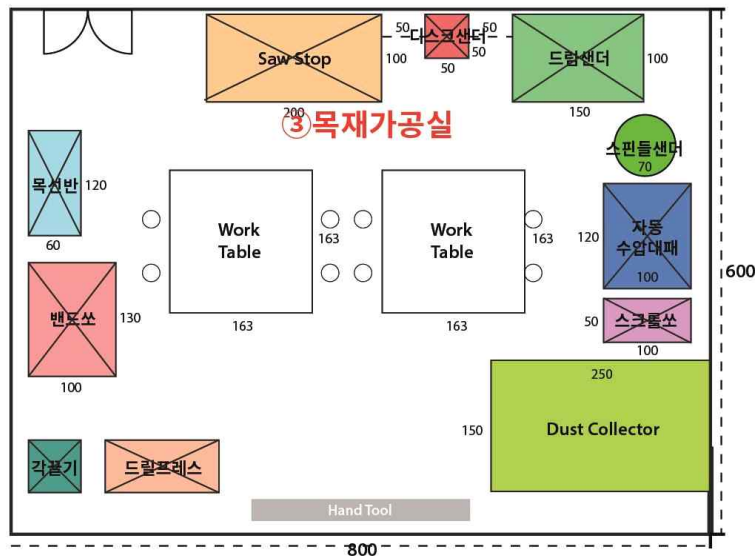 50
디스크샌더
50
Saw Stop
100
50
50
드럼샌더
100
200
150
③목재가공실
스핀들샌더
70
목선반
120
60
Work
Table
163
163
Work
Table
163
163
자동
수압대패
120
100
600
밴드쏘
130
100
스크롤쏘
50
100
250
150
Dust Collector
각끌기
드릴프레스
Hand Tool
800